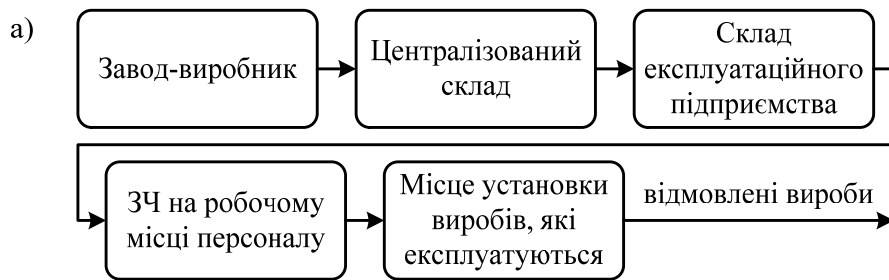 а)
Завод-виробник
Централізований
склад
Склад
експлуатаційного
підприємства
ЗЧ на робочому
місці персоналу
Місце установки
виробів, які
експлуатуються
відмовлені вироби